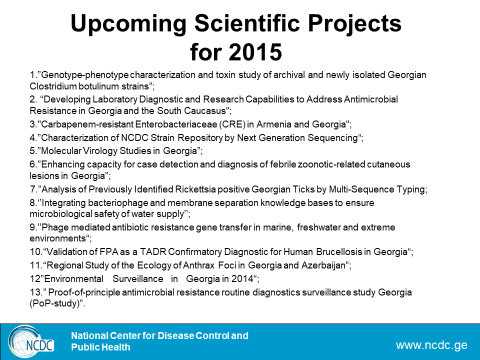 Upcoming Scientific Projects
for 2015
1."Genotype-phenotype characterization and toxin study of archival and newly isolated Georgian
Clostridium botulinum strains";
2. "Developing Laboratory Diagnostic and Research Capabilities to Address Antimicrobial
Resistance in Georgia and the South Caucasus";
3."Carbapenem-resistant Enterobacteriaceae (CRE) in Armenia and Georgia";
4."Characterization of NCDC Strain Repository by Next Generation Sequencing";
5."Molecular Virology Studies in Georgia";
6."Enhancing capacity for case detection and diagnosis of febrile zoonotic-related cutaneous
lesions in Georgia";
7."Analysis of Previously Identified Rickettsia positive Georgian Ticks by Multi-Sequence Typing;
8."Integrating bacteriophage and membrane separation knowledge bases to ensure
microbiological safety of water supply";
9."Phage mediated antibiotic resistance gene transfer in marine, freshwater and extreme
environments";
10."Validation of FPA as a TADR Confirmatory Diagnostic for Human Brucellosis in Georgia";
11."Regional Study of the Ecology of Anthrax Foci in Georgia and Azerbaijan";
12"Environmental Surveillance in Georgia in 2014";
13." Proof-of-principle antimicrobial resistance routine diagnostics surveillance study Georgia
(PoP-study)".
NCDC
National Center for Disease Control and
Public Health
www.ncdc.ge